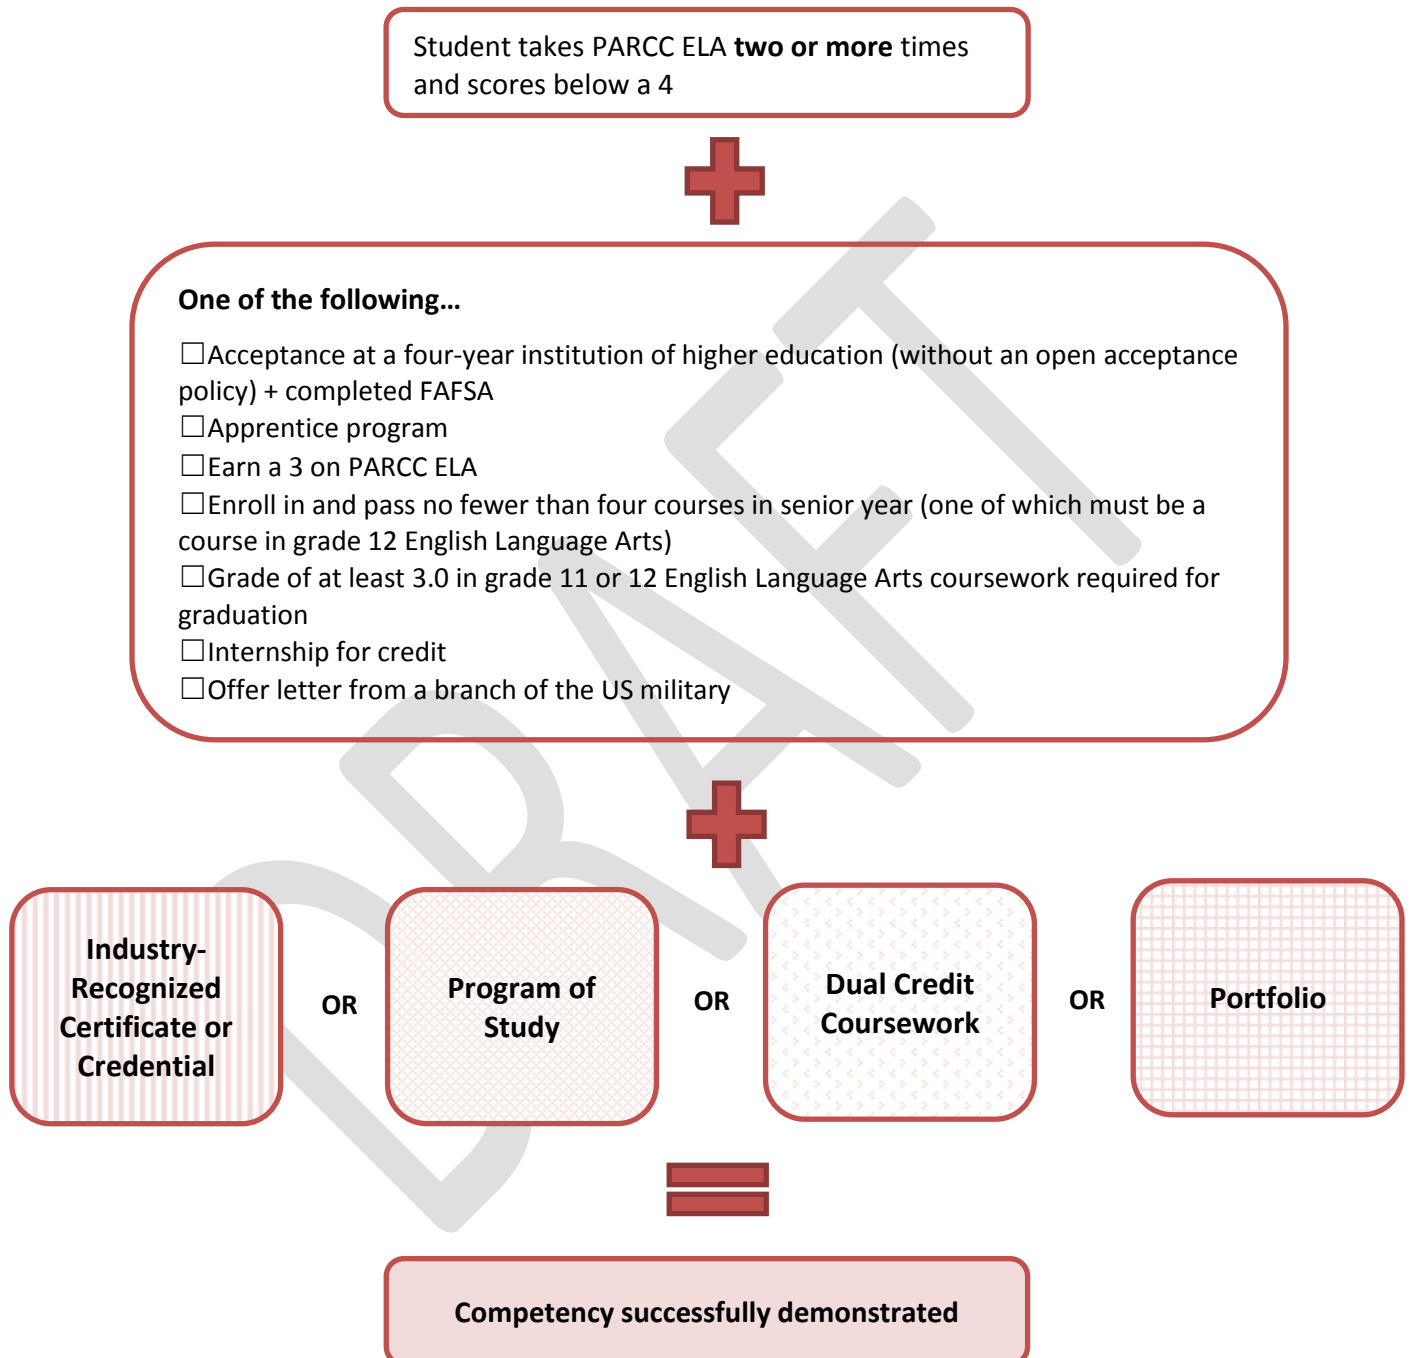 Student takes PARCC ELA two or more times
and scores below a 4
One of the following…
☐Acceptance at a four-year institution of higher education (without an open acceptance
policy) + completed FAFSA
☐Apprentice program
☐Earn a 3 on PARCC ELA
☐Enroll in and pass no fewer than four courses in senior year (one of which must be a
course in grade 12 English Language Arts)
☐Grade of at least 3.0 in grade 11 or 12 English Language Arts coursework required for
graduation
☐Internship for credit
☐Offer letter from a branch of the US military
DRAFT
Industry-
Recognized
Certificate or
Credential
OR
Program of
Study
OR
Dual Credit
Coursework
OR
Portfolio
Competency successfully demonstrated